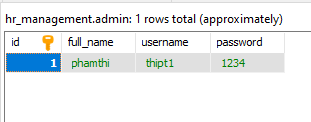 hr_management.admin: 1 rows total (approximately)
id full_name username password
1 phamthi thipt1 1234